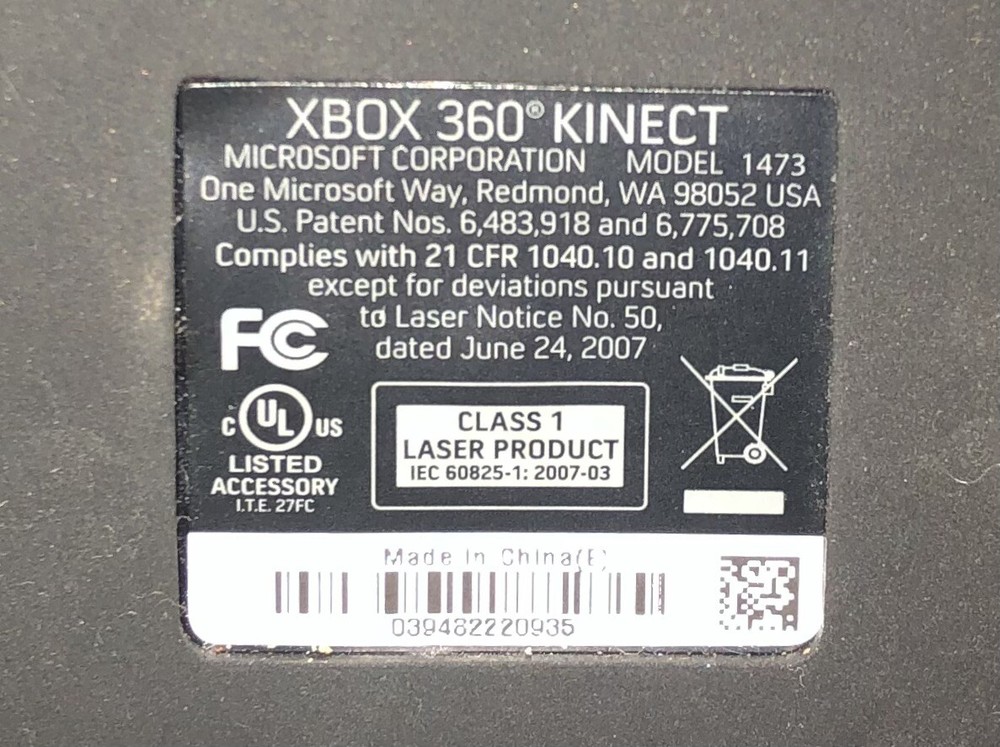 XBOX 360® KINECT
MICROSOFT CORPORATION MODEL 1473
One Microsoft Way, Redmond, WA 98052 USA
U.S. Patent Nos. 6,483,918 and 6,775,708
Complies with 21 CFR 1040.10 and 1040.11
except for deviations pursuant
to Laser Notice No. 50,
dated June 24, 2007
FC
C UL US
LISTED
ACCESSORY
I.T.E. 27FC
CLASS 1
LASER PRODUCT
IEC 60825-1: 2007-03
Made in China(E)
039482220935